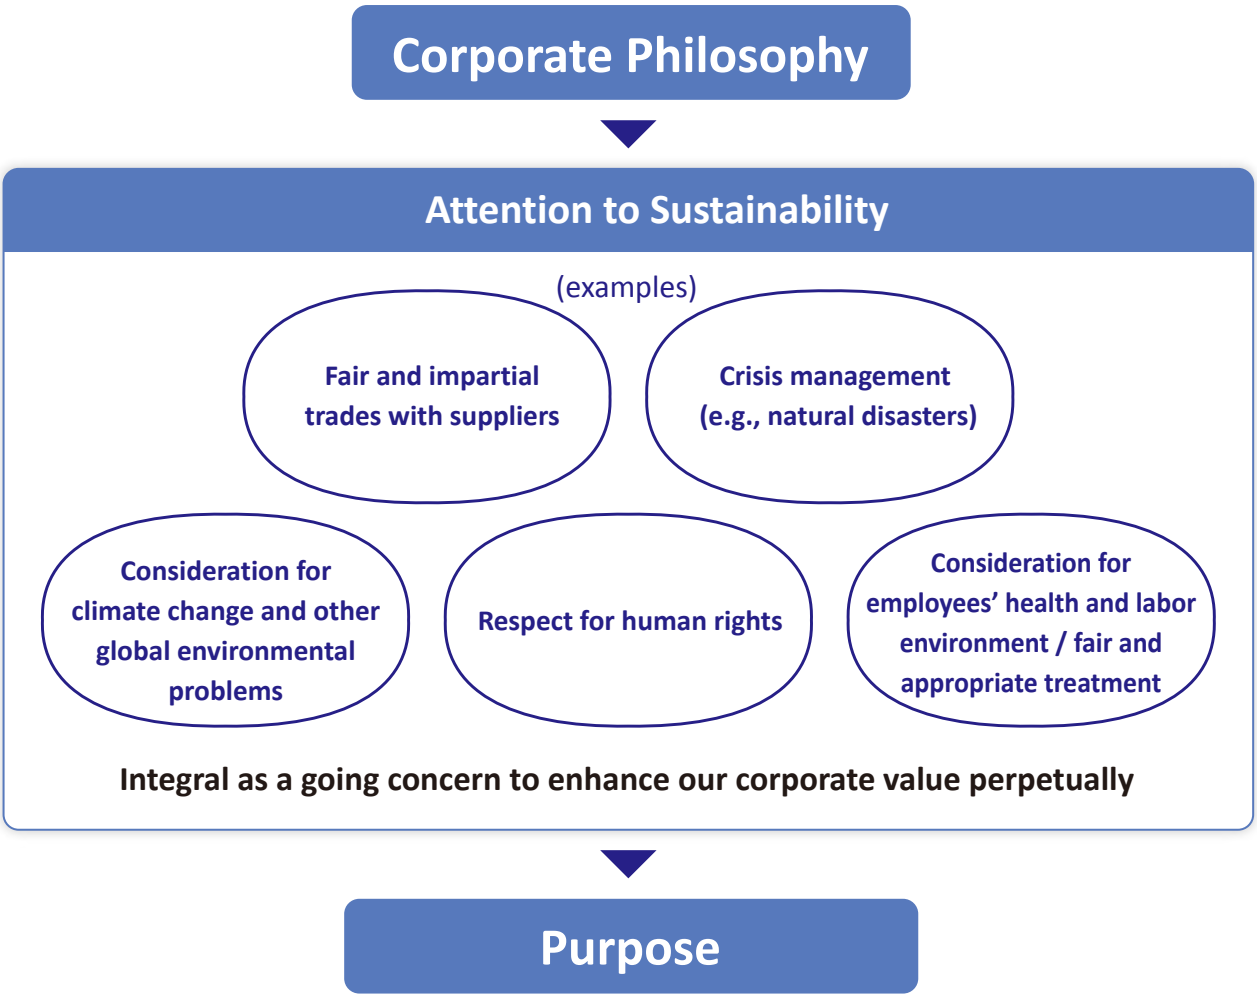 Corporate Philosophy
Attention to Sustainability
(examples)
Fair and impartial
trades with suppliers
Crisis management
(e.g., natural disasters)
Consideration for
climate change and other
global environmental
problems
Respect for human rights
Consideration for
employees’ health and labor
environment / fair and
appropriate treatment
Integral as a going concern to enhance our corporate value perpetually
Purpose